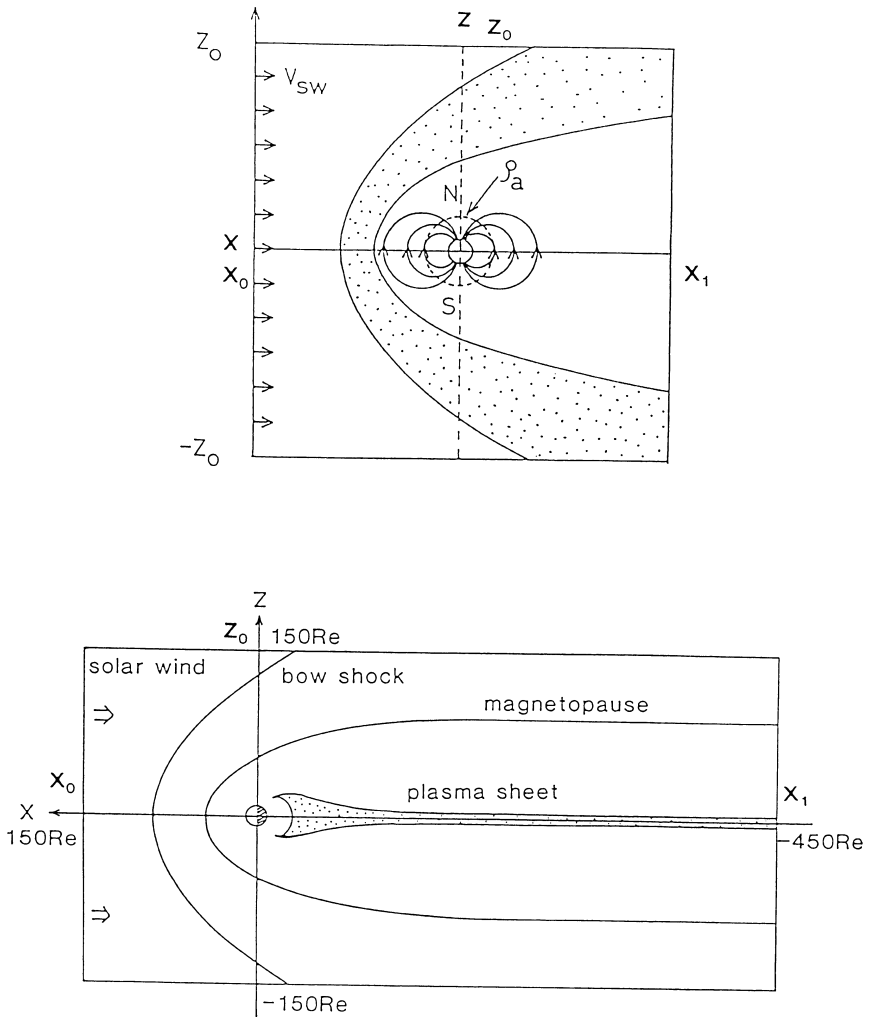 Z Z₀
Z₀
V_SW
ρₐ
N
X
X₀
X₁
S
-Z₀
Z
Z₀ 150Re
solar wind
bow shock
magnetopause
X₀
plasma sheet
X₁
X
150Re
-450Re
-150Re